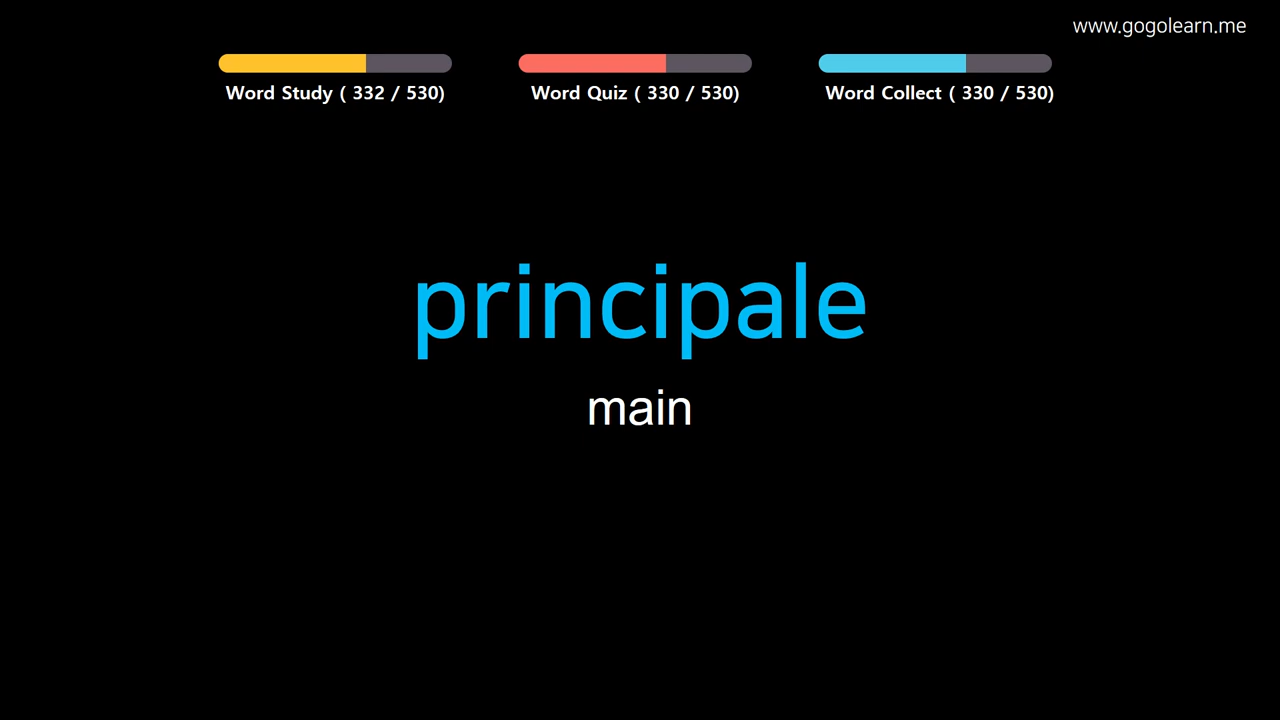 www.gogolearn.me
Word Study ( 332 / 530)
Word Quiz ( 330 / 530)
Word Collect ( 330 / 530)
principale
main